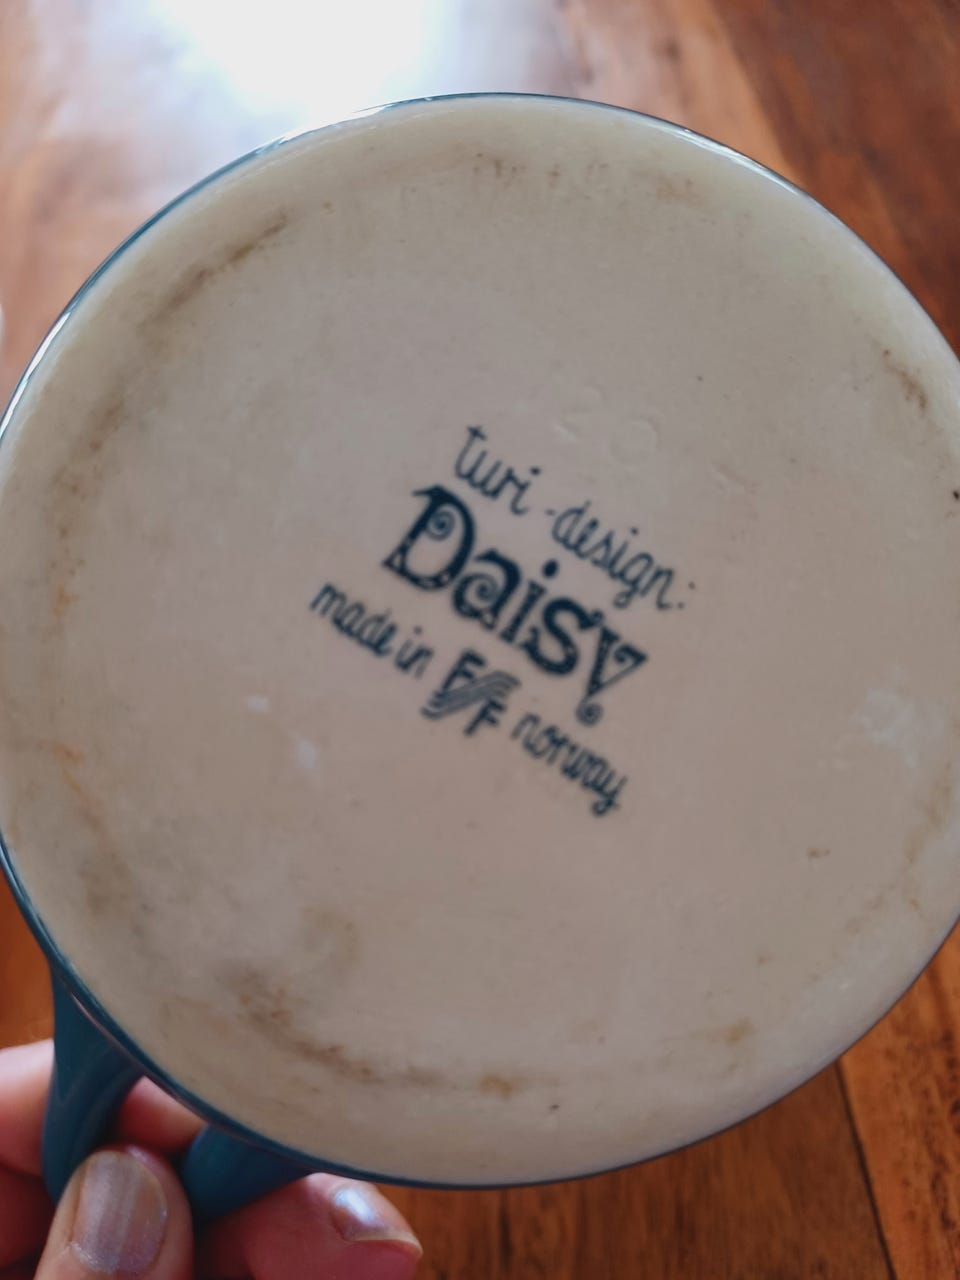 turi-design:
Daisy
made in F/F norway